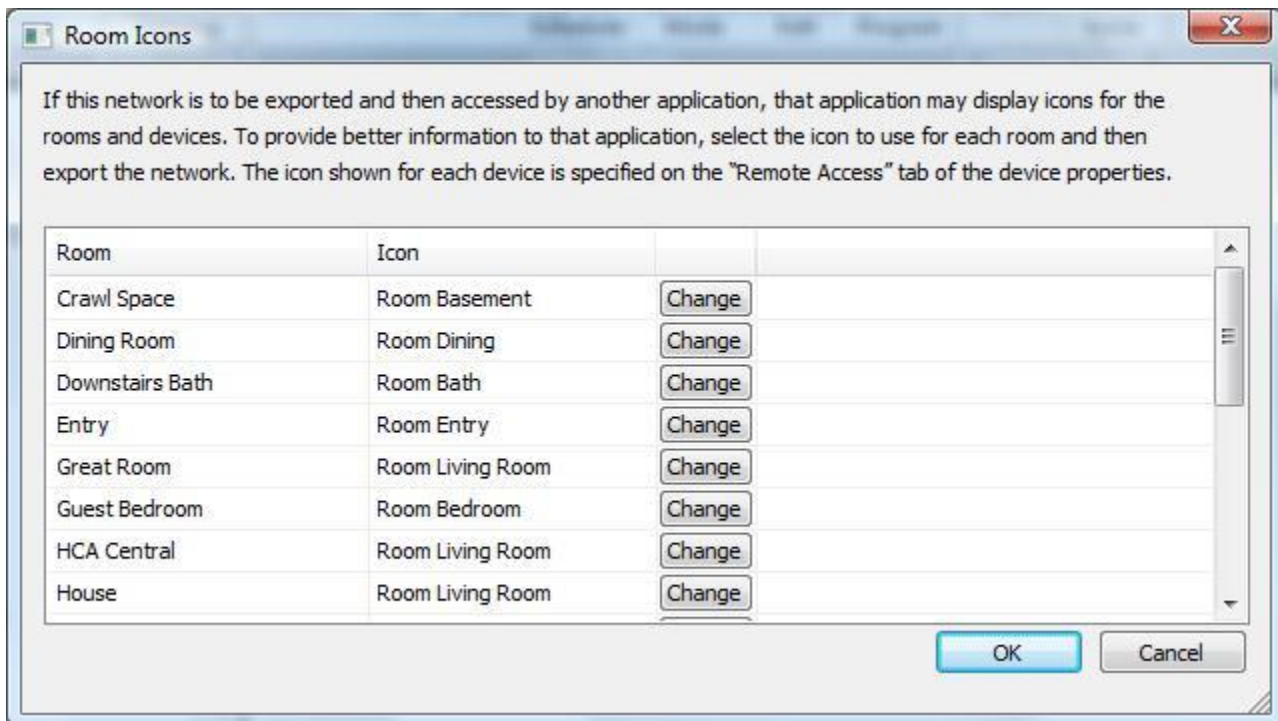 Room Icons
If this network is to be exported and then accessed by another application, that application may display icons for the
rooms and devices. To provide better information to that application, select the icon to use for each room and then
export the network. The icon shown for each device is specified on the “Remote Access” tab of the device properties.
Room Icon
Crawl Space Room Basement Change
Dining Room Room Dining Change
Downstairs Bath Room Bath Change
Entry Room Entry Change
Great Room Room Living Room Change
Guest Bedroom Room Bedroom Change
HCA Central Room Living Room Change
House Room Living Room Change
OK Cancel